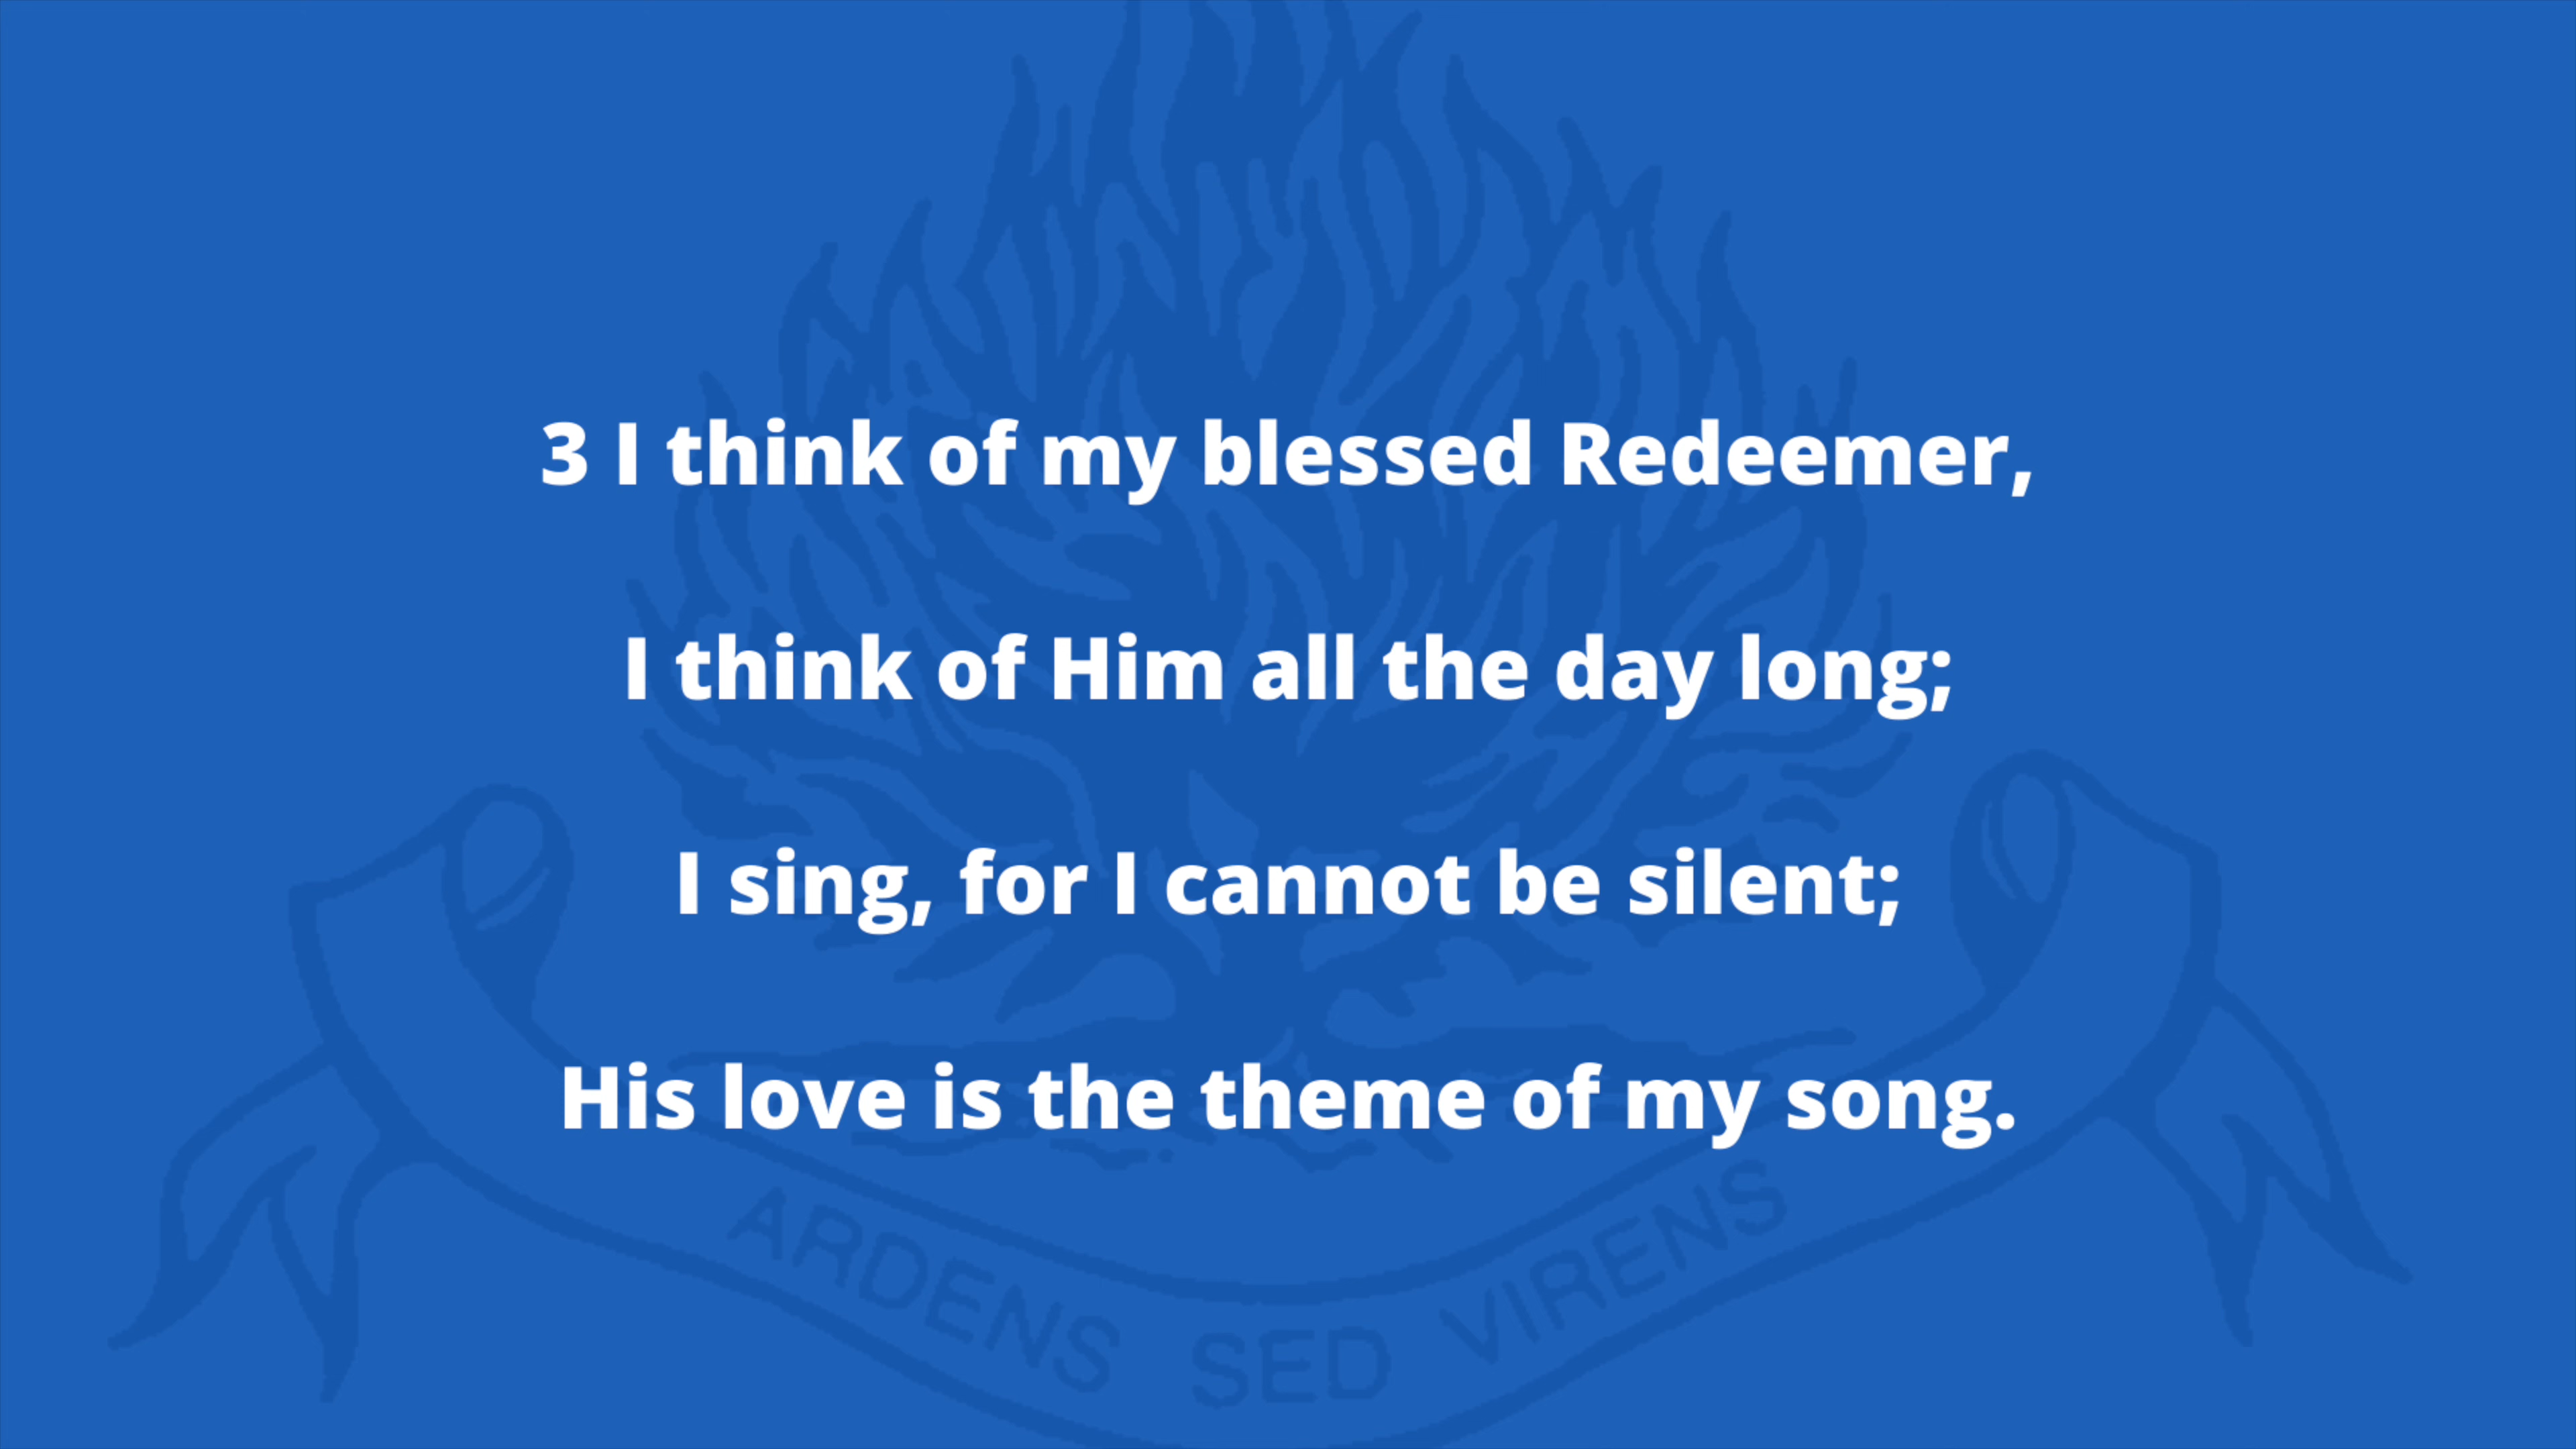 3 I think of my blessed Redeemer,
I think of Him all the day long;
I sing, for I cannot be silent;
His love is the theme of my song.
ARDENS SED VIRENS